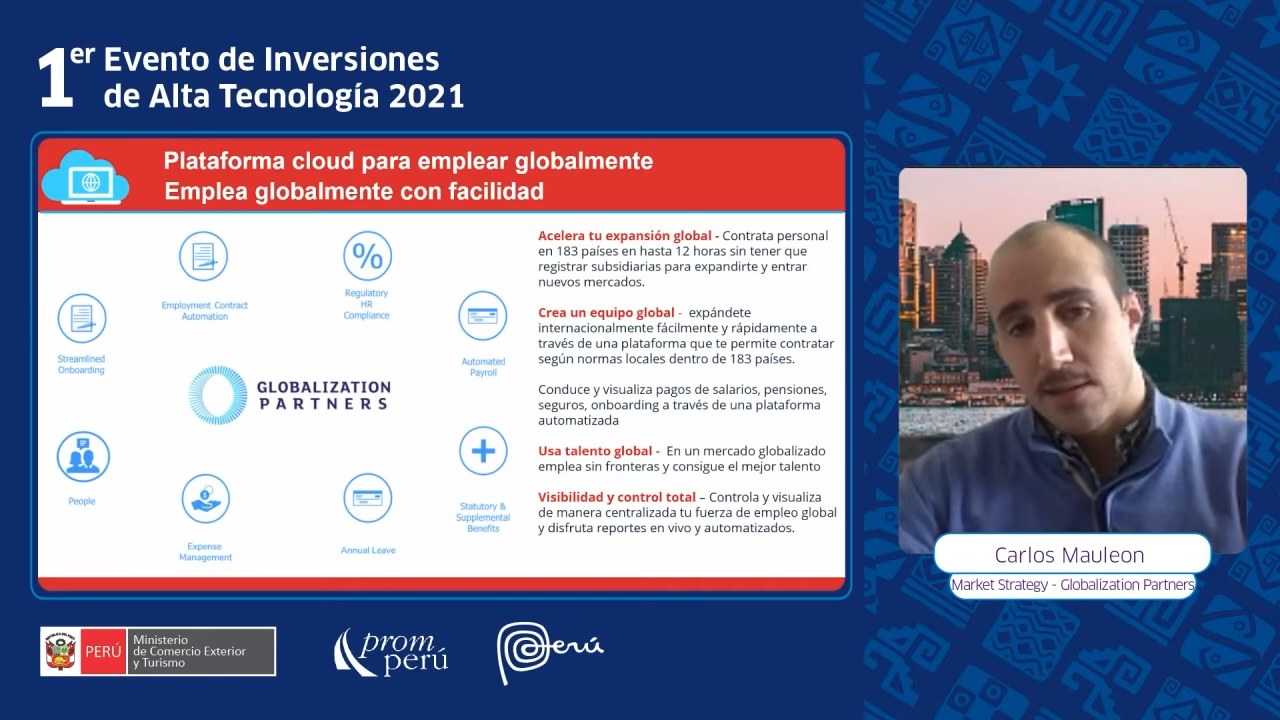 1er Evento de Inversiones
de Alta Tecnología 2021
Plataforma cloud para emplear globalmente
Emplea globalmente con facilidad
Employment Contract
Automation
%
Regulatory
HR
Compliance
Streamlined
Onboarding
Automated
Payroll
GLOBALIZATION
PARTNERS
People
Expense
Management
Annual Leave
Statutory &
Supplemental
Benefits
Acelera tu expansión global - Contrata personal
en 183 países en hasta 12 horas sin tener que
registrar subsidiarias para expandirte y entrar
nuevos mercados.
Crea un equipo global - expándete
internacionalmente fácilmente y rápidamente a
través de una plataforma que te permite contratar
según normas locales dentro de 183 países.
Conduce y visualiza pagos de salarios, pensiones,
seguros, onboarding a través de una plataforma
automatizada
Usa talento global - En un mercado globalizado
emplea sin fronteras y consigue el mejor talento
Visibilidad y control total – Controla y visualiza
de manera centralizada tu fuerza de empleo global
y disfruta reportes en vivo y automatizados.
Carlos Mauleon
Market Strategy - Globalization Partners
PERÚ
Ministerio
de Comercio Exterior
y Turismo
prom
perú
Perú